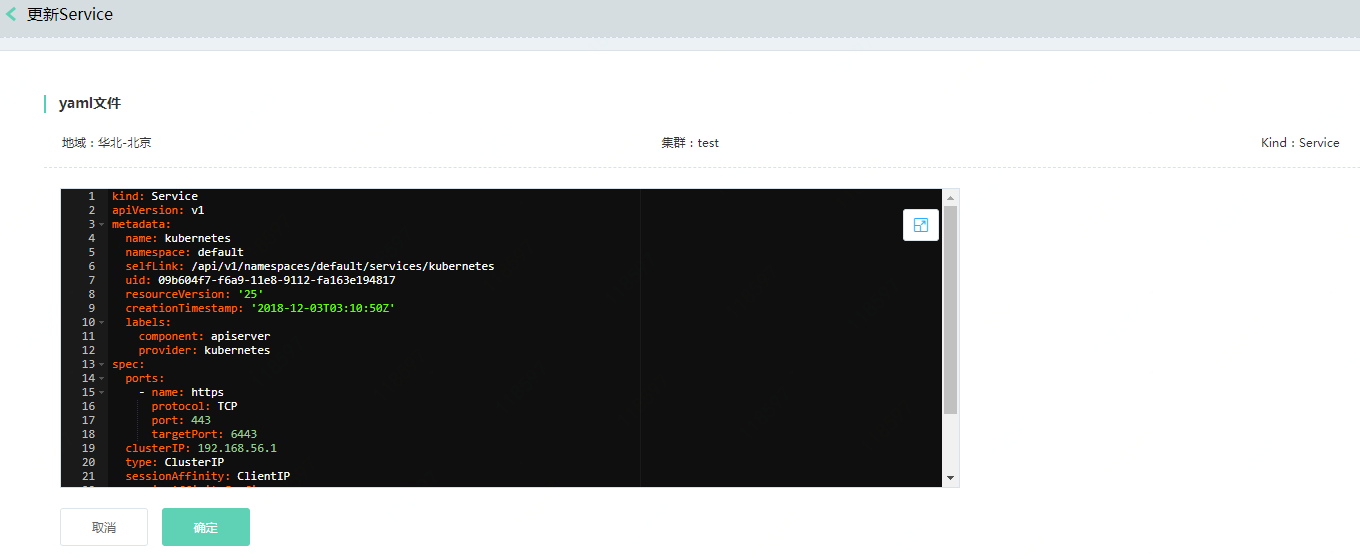 更新Service
yaml文件
地域：华北-北京 集群：test Kind：Service
1 kind: Service
2 apiVersion: v1
3 metadata:
4 name: kubernetes
5 namespace: default
6 selfLink: /api/v1/namespaces/default/services/kubernetes
7 uid: 09b604f7-f6a9-11e8-9112-fa163e194817
8 resourceVersion: '25'
9 creationTimestamp: '2018-12-03T03:10:50Z'
10 labels:
11 component: apiserver
12 provider: kubernetes
13 spec:
14 ports:
15 - name: https
16 protocol: TCP
17 port: 443
18 targetPort: 6443
19 clusterIP: 192.168.56.1
20 type: ClusterIP
21 sessionAffinity: ClientIP
取消 确定